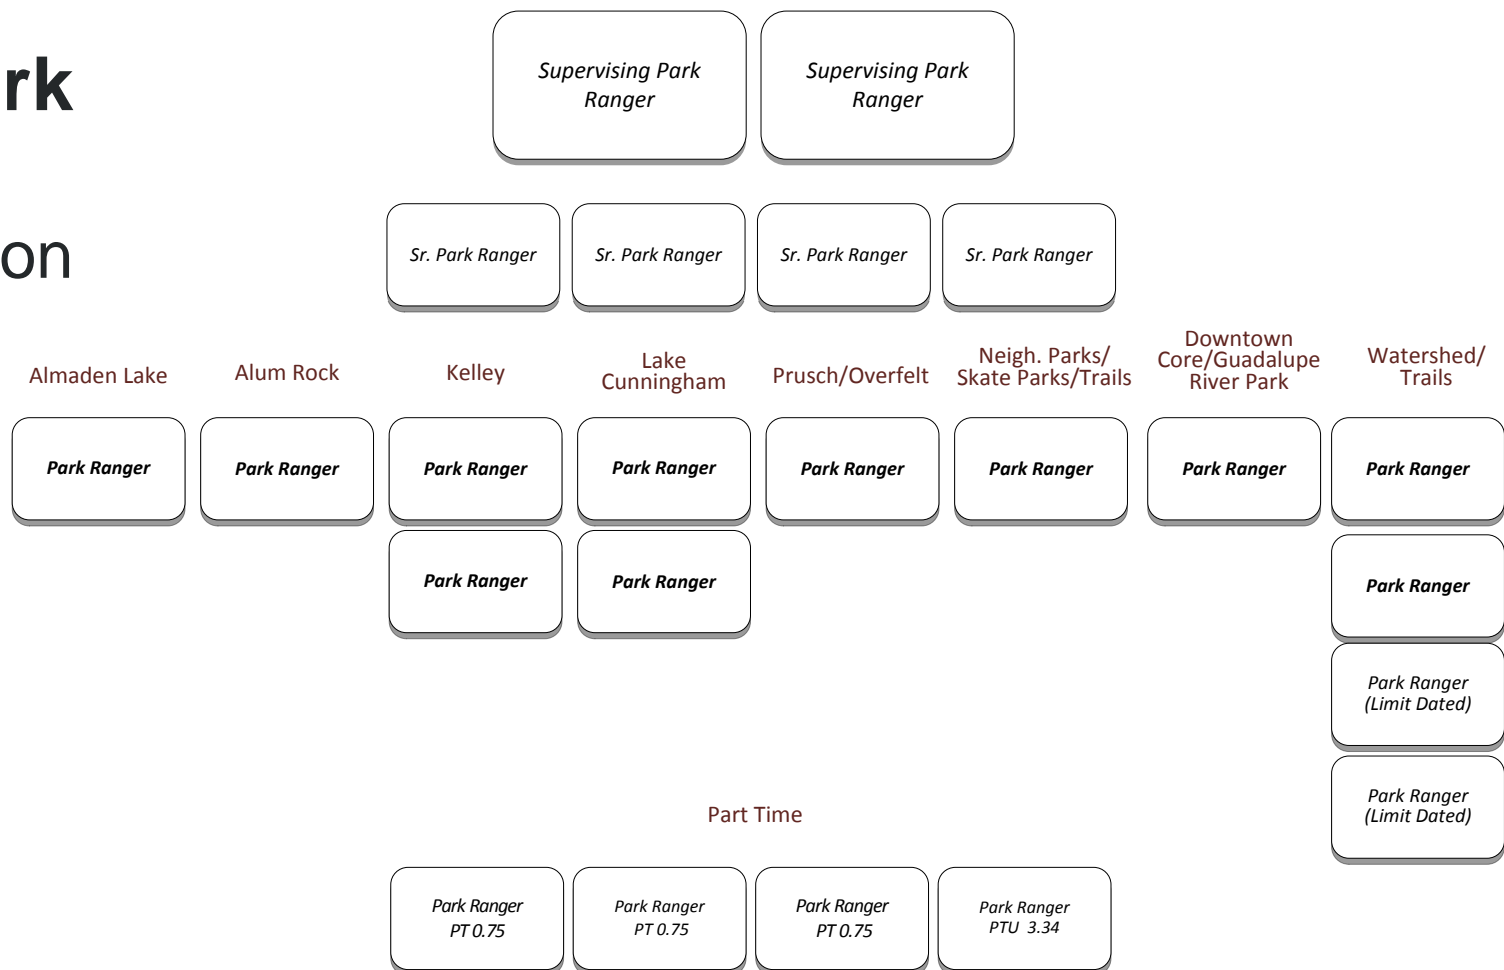 rk
on
Supervising Park
Ranger
Supervising Park
Ranger
Sr. Park Ranger
Sr. Park Ranger
Sr. Park Ranger
Sr. Park Ranger
Almaden Lake
Alum Rock
Kelley
Lake
Cunningham
Prusch/Overfelt
Neigh. Parks/
Skate Parks/Trails
Downtown
Core/Guadalupe
River Park
Watershed/
Trails
Park Ranger
Park Ranger
Park Ranger
Park Ranger
Park Ranger
Park Ranger
Park Ranger
Park Ranger
Park Ranger
Park Ranger
Park Ranger
Park Ranger
(Limit Dated)
Park Ranger
(Limit Dated)
Part Time
Park Ranger
PT 0.75
Park Ranger
PT 0.75
Park Ranger
PT 0.75
Park Ranger
PTU 3.34